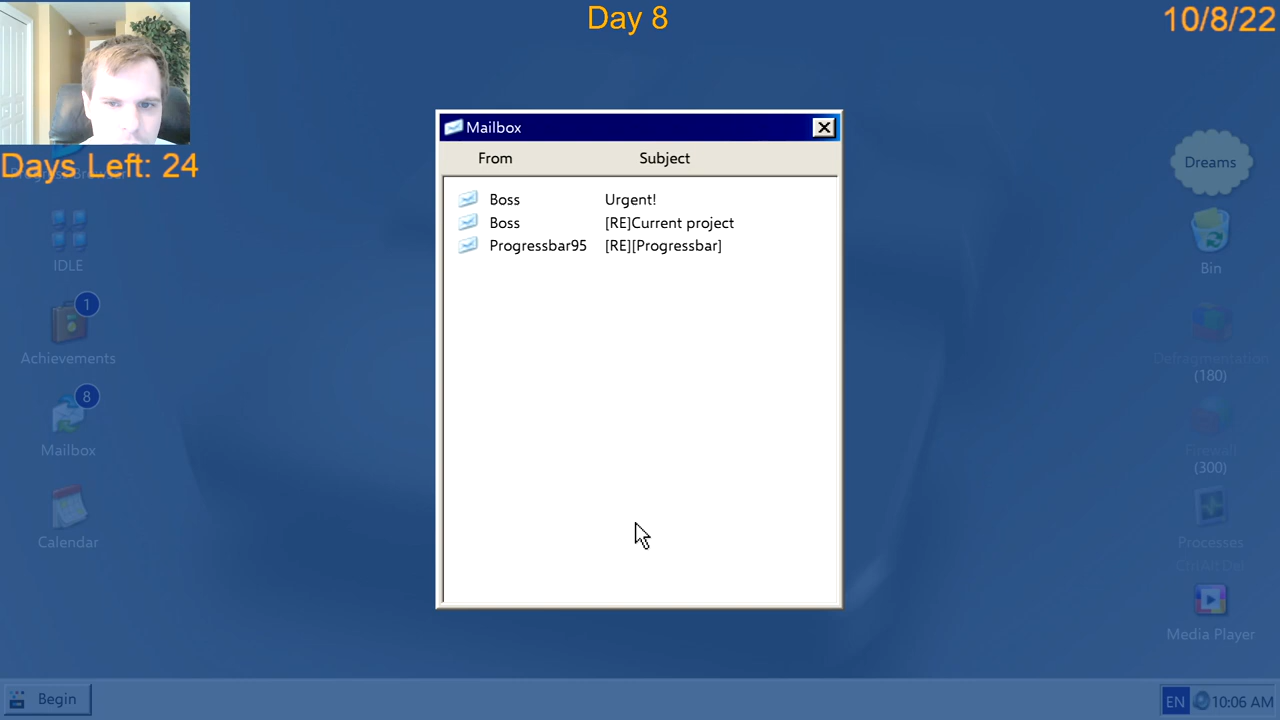 Day 8
10/8/22
Days Left: 24
Mailbox
From Subject
Boss Urgent!
Boss [RE]Current project
Progressbar95 [RE][Progressbar]
IDLE
1
Achievements
8
Mailbox
Calendar
Dreams
Bin
Defragmentation
(180)
Firewall
(300)
Processes
Ctrl Alt Del
Media Player
Begin
EN 10:06 AM